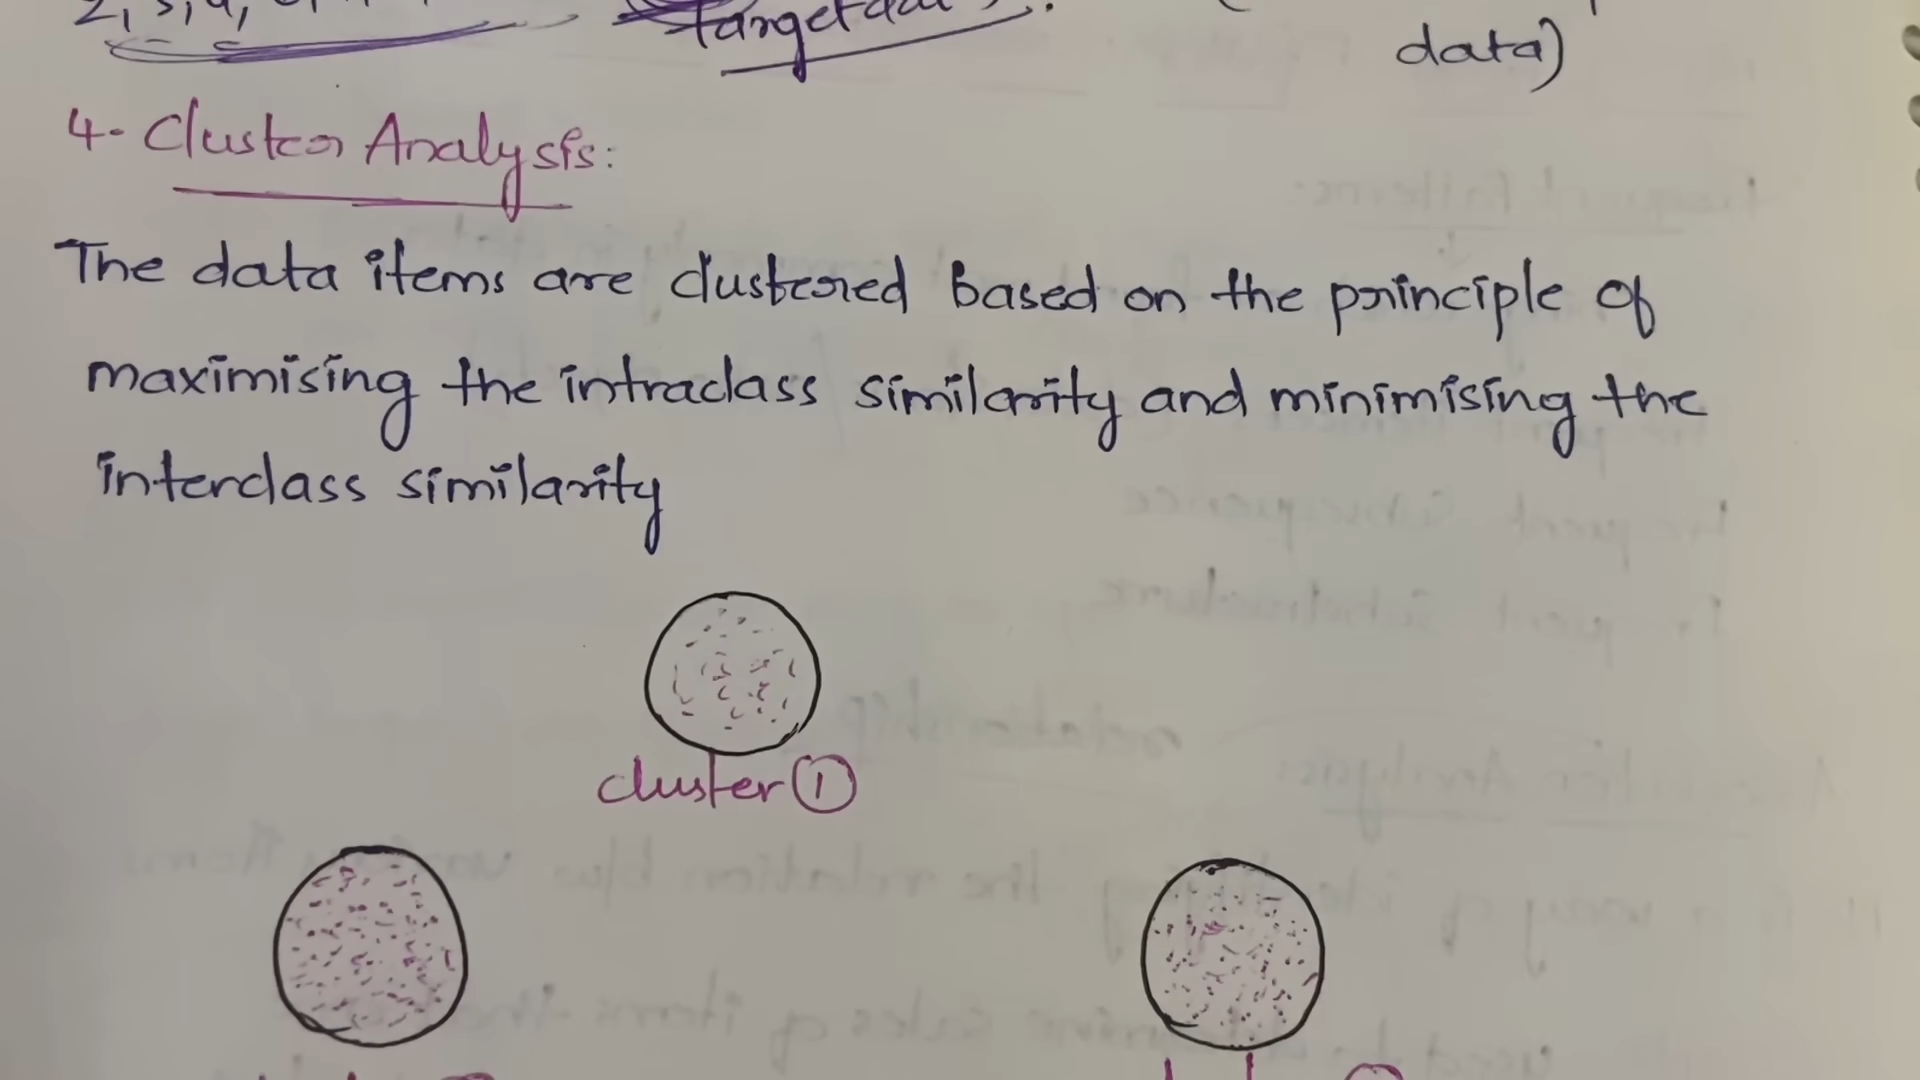 data)
4. Cluster Analysis:
The data items are clustered based on the principle of
maximising the intraclass similarity and minimising the
interclass similarity
cluster ①